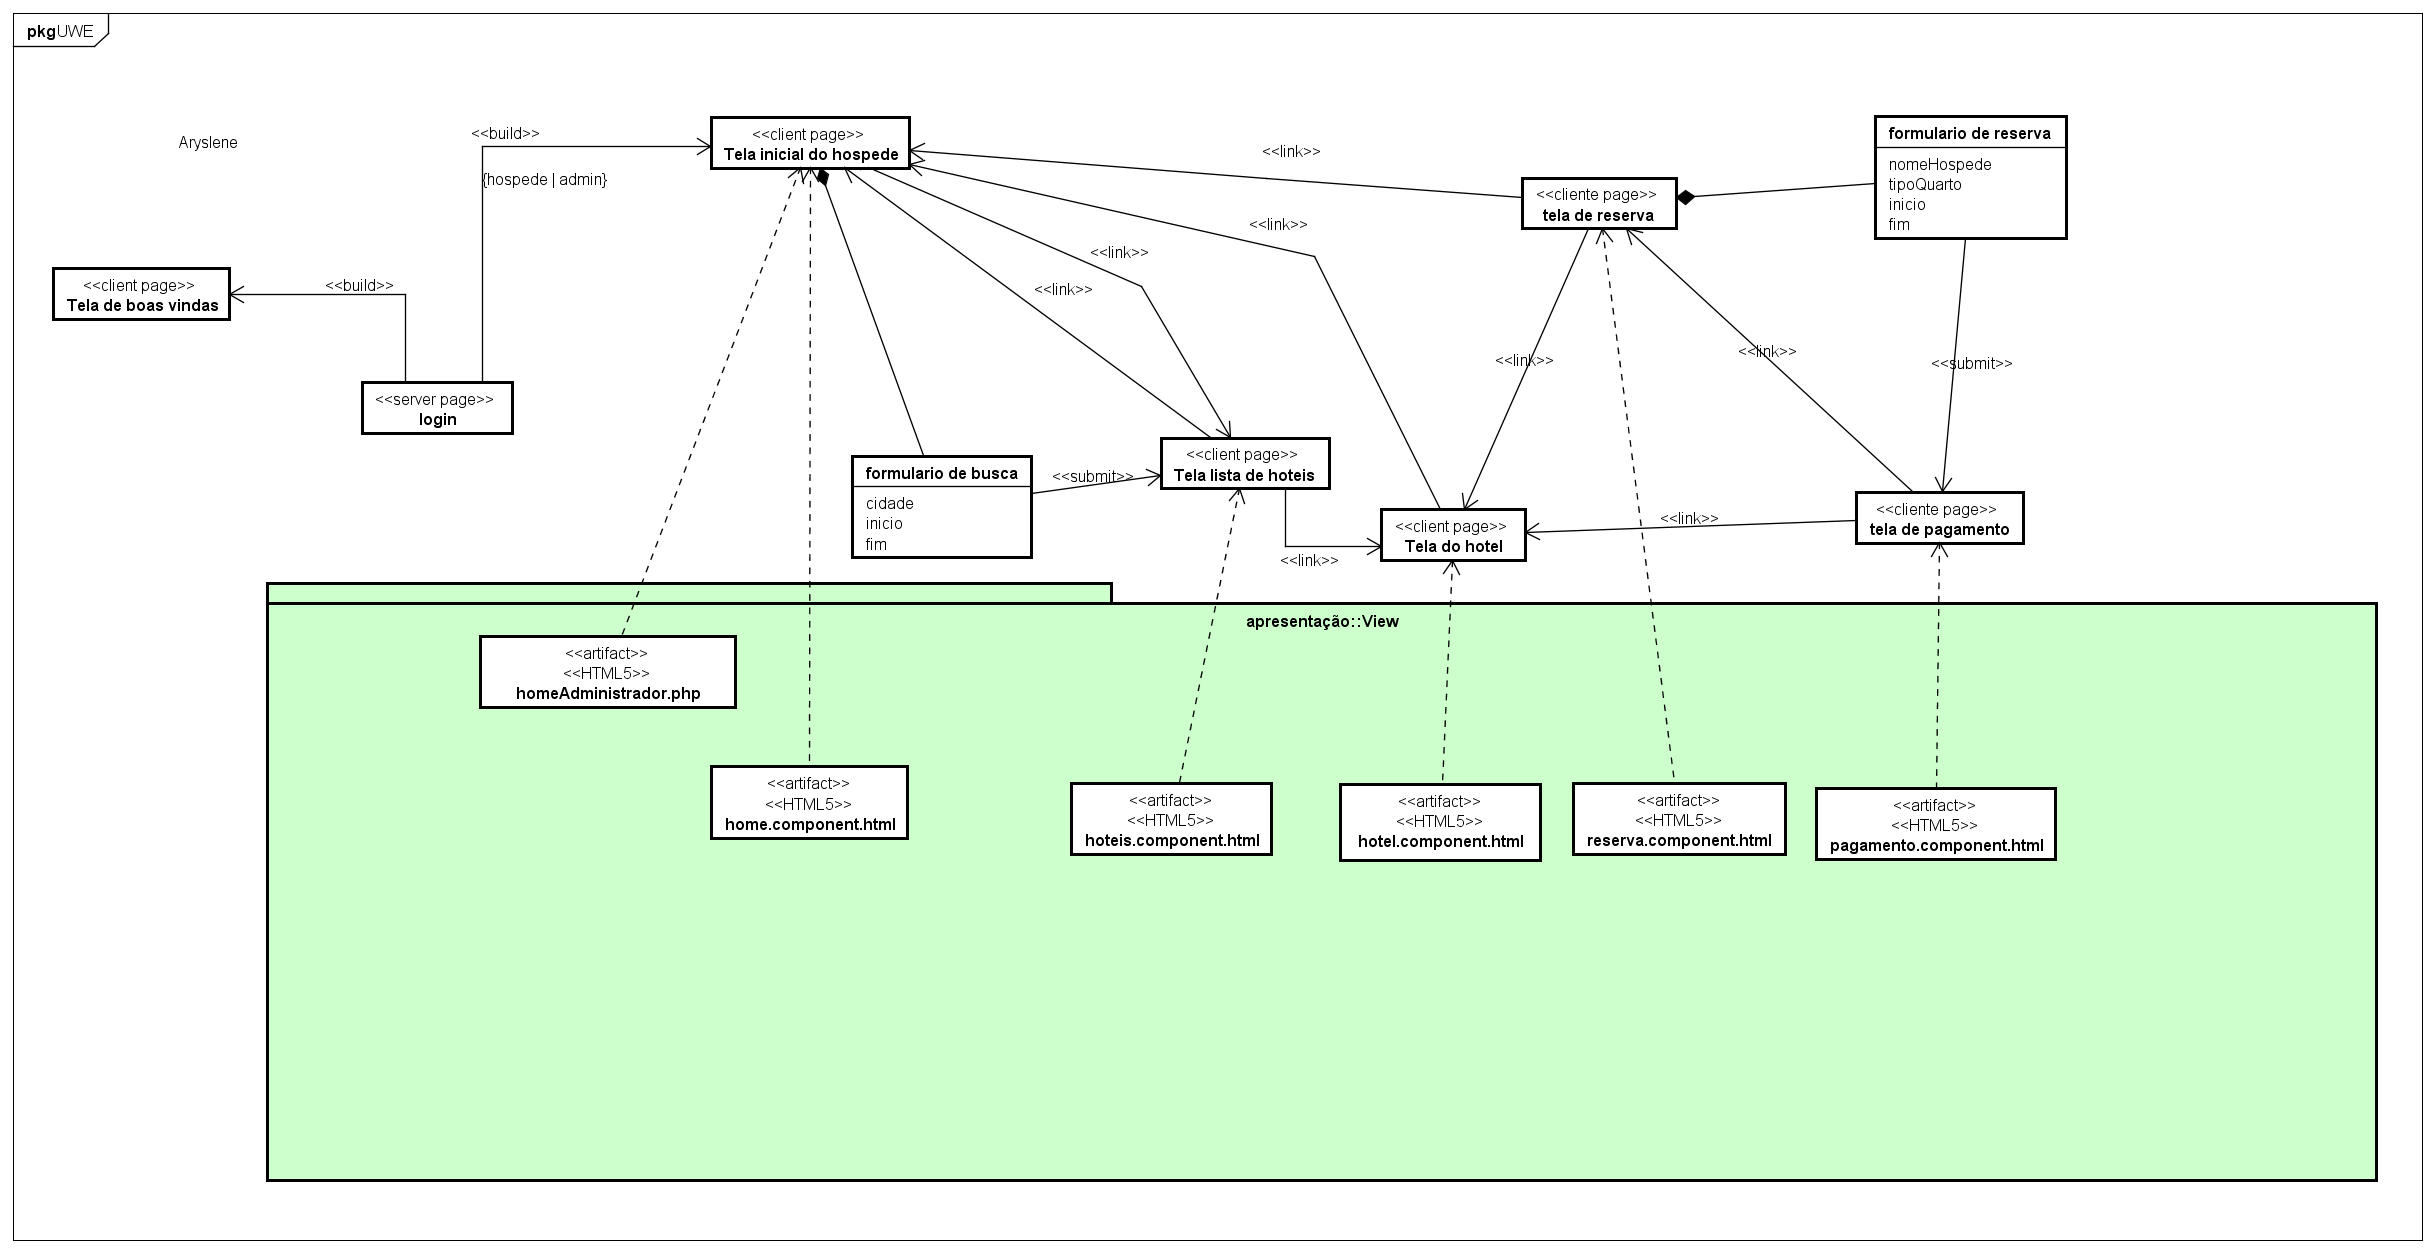 pkg UWE
Aryslene
<<build>>
{hospede | admin}
<<client page>>
Tela inicial do hospede
<<link>>
<<link>>
<<link>>
<<link>>
<<cliente page>>
tela de reserva
formulario de reserva
nomeHospede
tipoQuarto
inicio
fim
<<client page>>
Tela de boas vindas
<<build>>
<<server page>>
login
<<link>>
<<link>>
<<submit>>
formulario de busca
cidade
inicio
fim
<<submit>>
<<client page>>
Tela lista de hoteis
<<link>>
<<client page>>
Tela do hotel
<<link>>
<<cliente page>>
tela de pagamento
apresentação::View
<<artifact>>
<<HTML5>>
homeAdministrador.php
<<artifact>>
<<HTML5>>
home.component.html
<<artifact>>
<<HTML5>>
hoteis.component.html
<<artifact>>
<<HTML5>>
hotel.component.html
<<artifact>>
<<HTML5>>
reserva.component.html
<<artifact>>
<<HTML5>>
pagamento.component.html